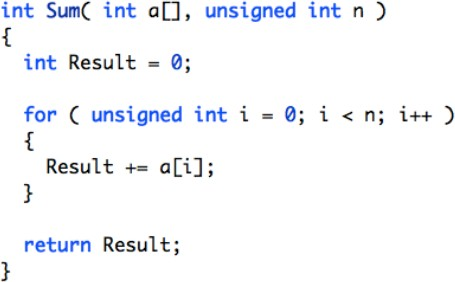 int Sum( int a[], unsigned int n )
{
  int Result = 0;

  for ( unsigned int i = 0; i < n; i++ )
  {
    Result += a[i];
  }

  return Result;
}